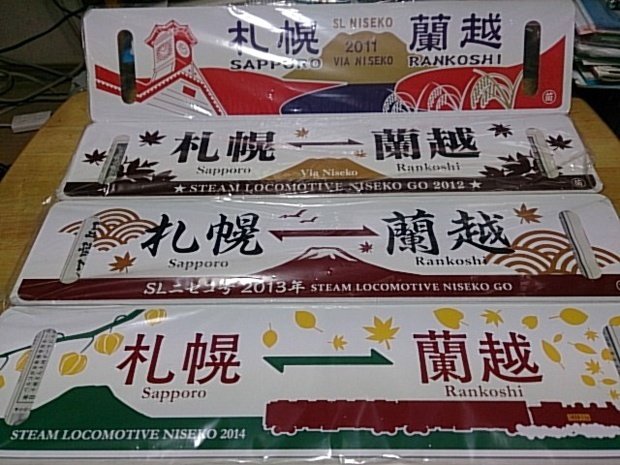 札幌 SL NISEKO 蘭越
SAPPORO 2011 RANKOSHI
VIA NISEKO
札幌 蘭越
Sapporo Via Niseko Rankoshi
★ STEAM LOCOMOTIVE NISEKO GO 2012 ★
札幌 蘭越
Sapporo Rankoshi
SLニセコ号 2013年 STEAM LOCOMOTIVE NISEKO GO
札幌 蘭越
Sapporo Rankoshi
STEAM LOCOMOTIVE NISEKO 2014